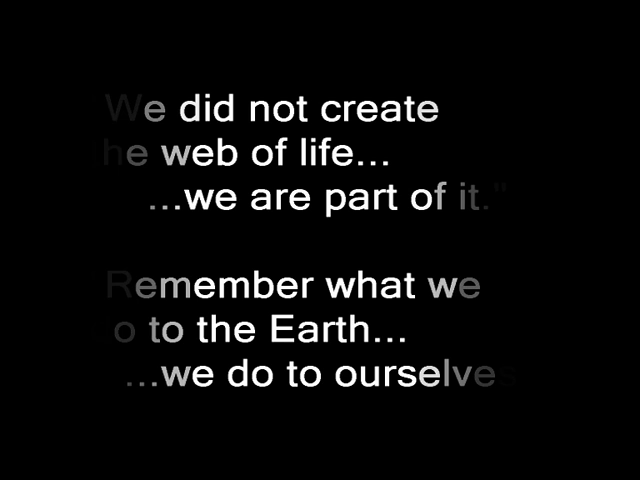 We did not create
the web of life...
...we are part of it."
Remember what we
do to the Earth...
...we do to ourselves